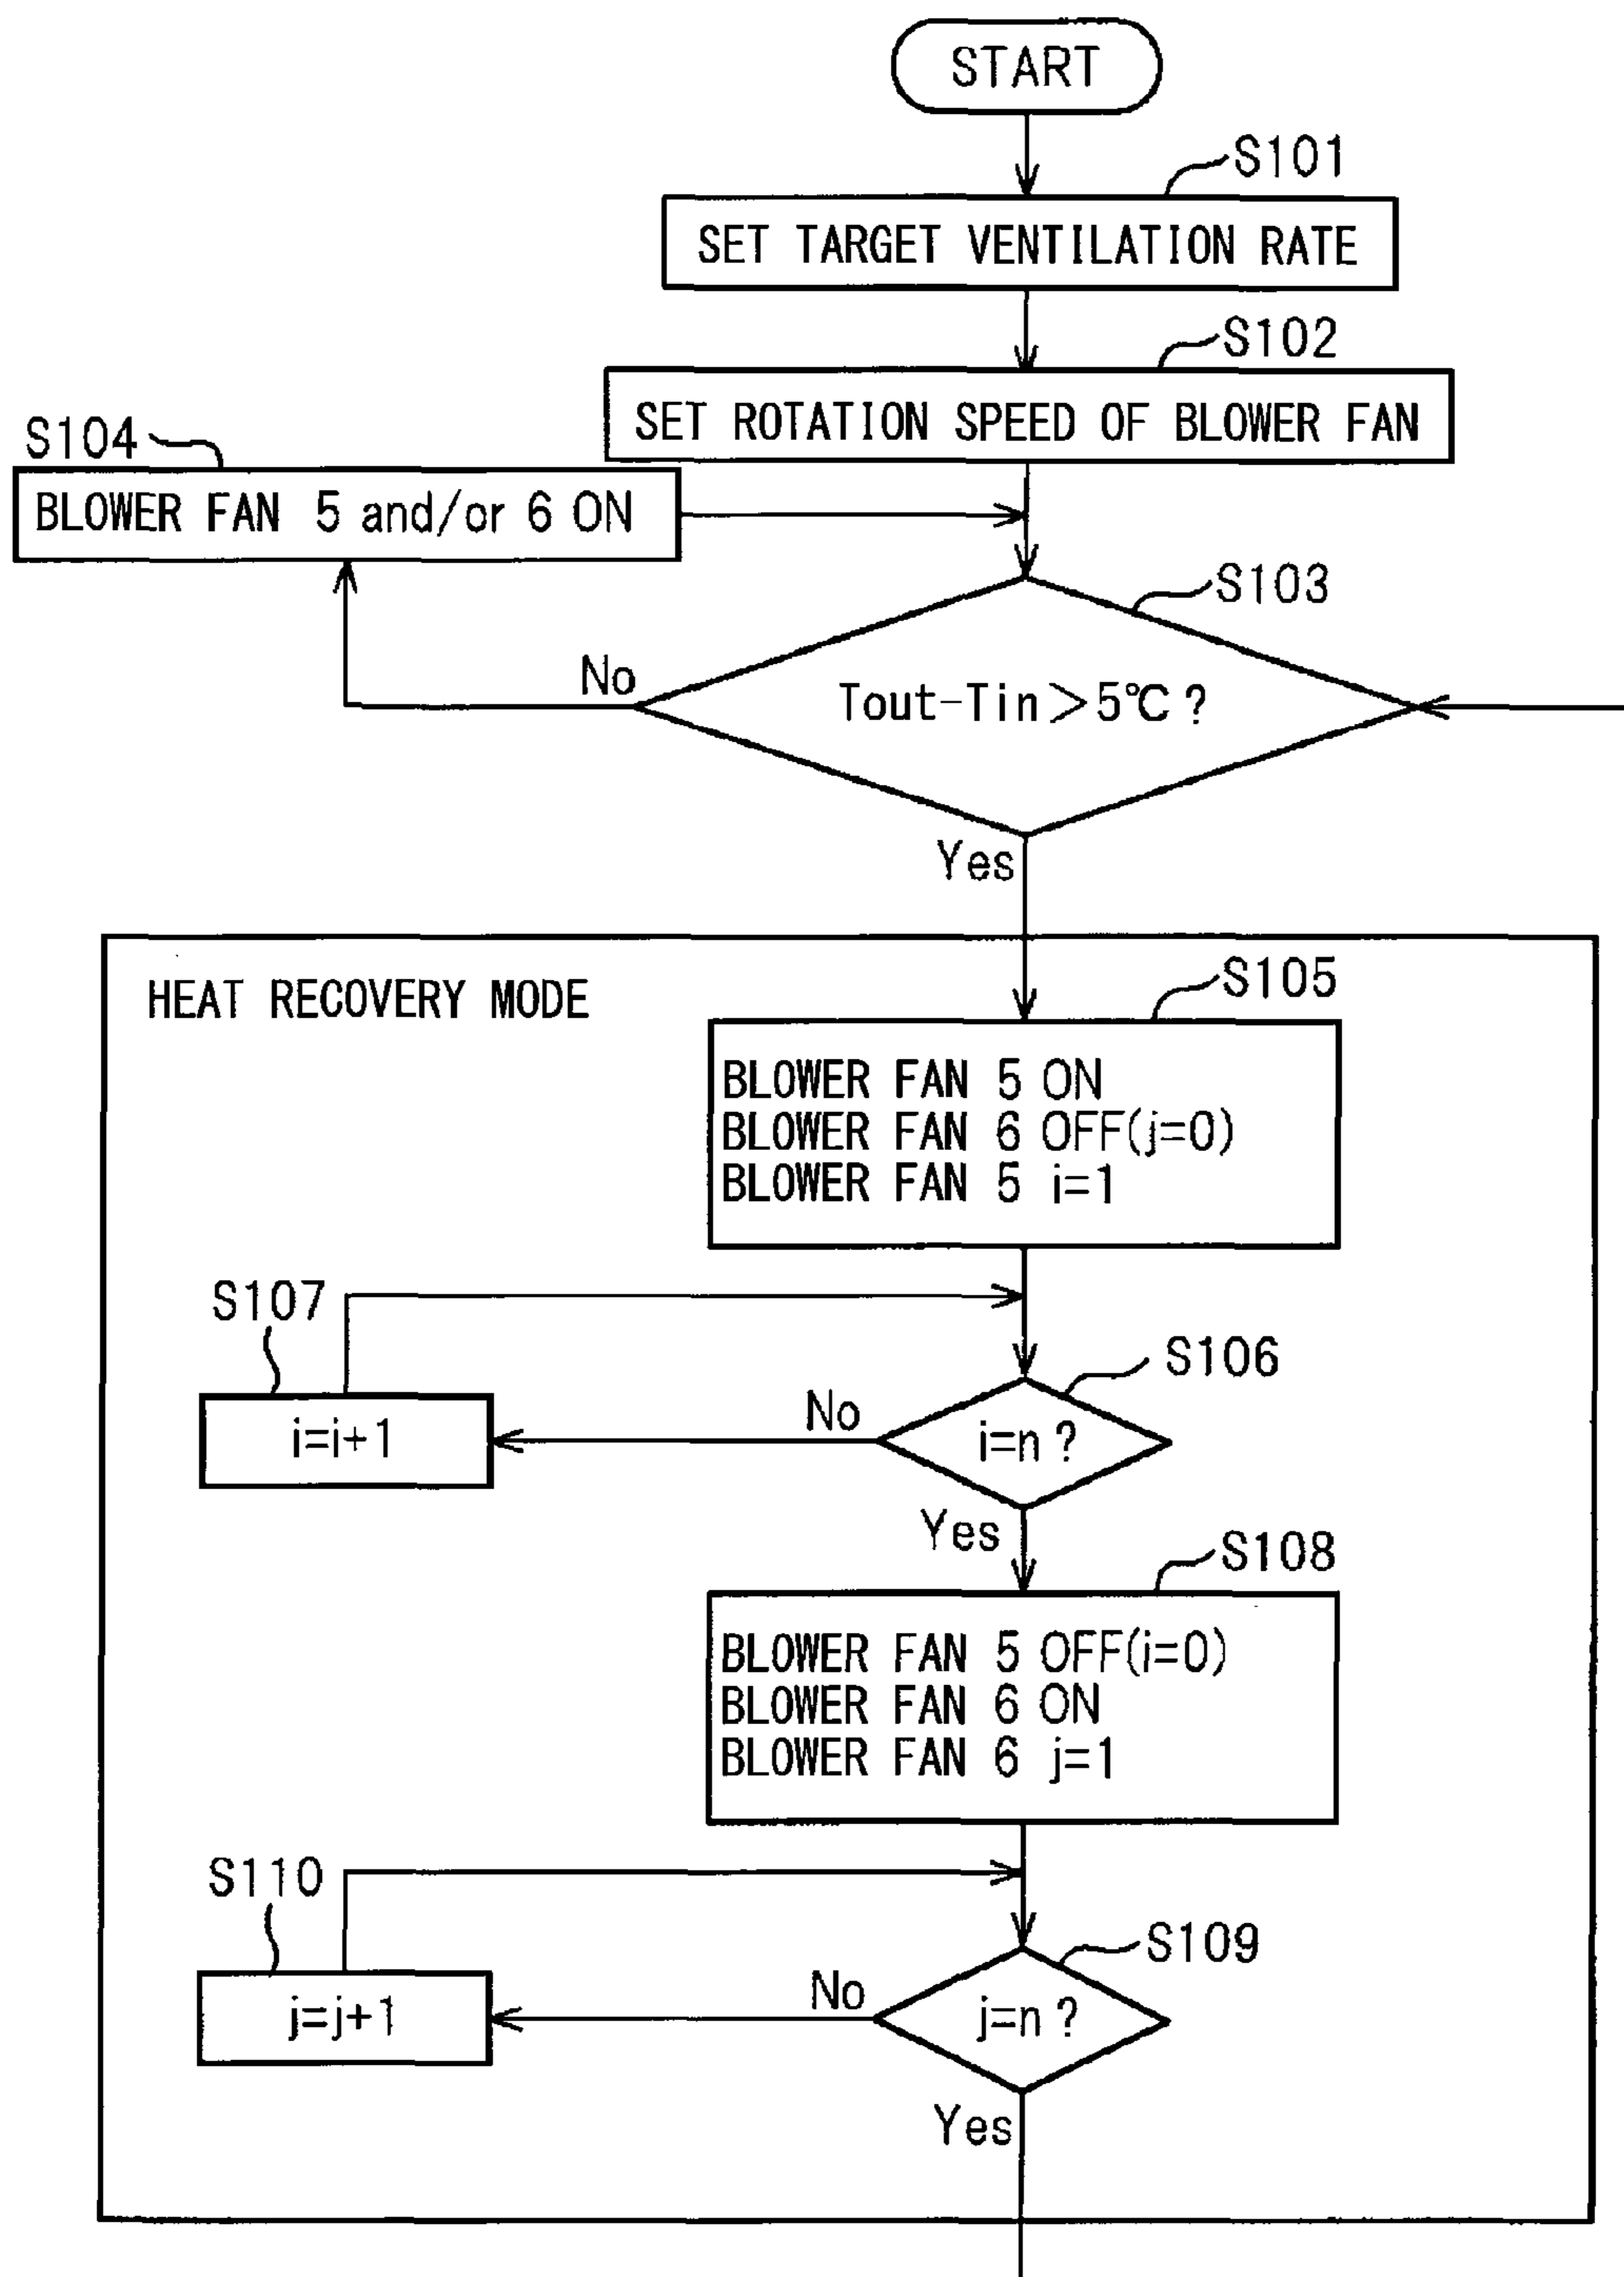 START
S101
SET TARGET VENTILATION RATE
S102
SET ROTATION SPEED OF BLOWER FAN
S104
BLOWER FAN 5 and/or 6 ON
S103
No
Tout-Tin>5℃?
Yes
HEAT RECOVERY MODE
S105
BLOWER FAN 5 ON
BLOWER FAN 6 OFF(j=0)
BLOWER FAN 5 i=1
S107
S106
i=i+1
No
i=n?
Yes
S108
BLOWER FAN 5 OFF(i=0)
BLOWER FAN 6 ON
BLOWER FAN 6 j=1
S110
S109
j=j+1
No
j=n?
Yes